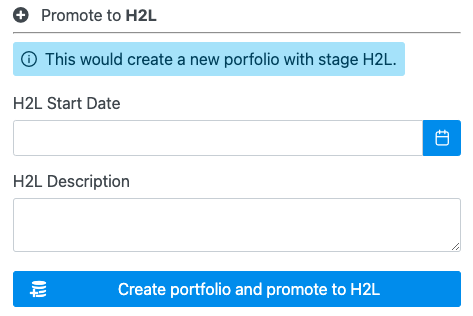 Promote to H2L
This would create a new porfolio with stage H2L.
H2L Start Date
H2L Description
Create portfolio and promote to H2L